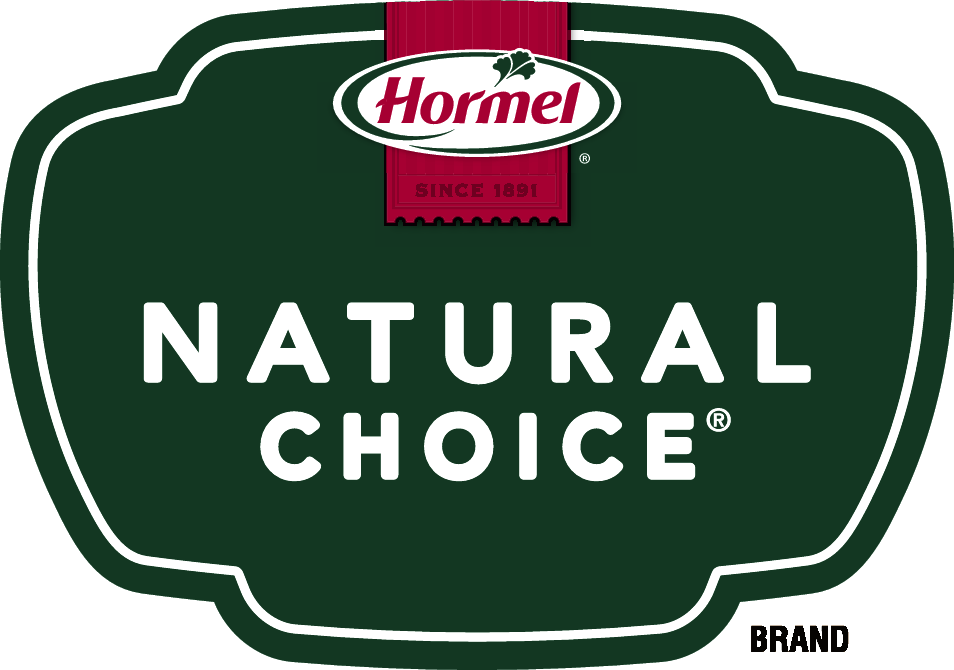 Hormel
®
SINCE 1891
NATURAL
CHOICE®
BRAND